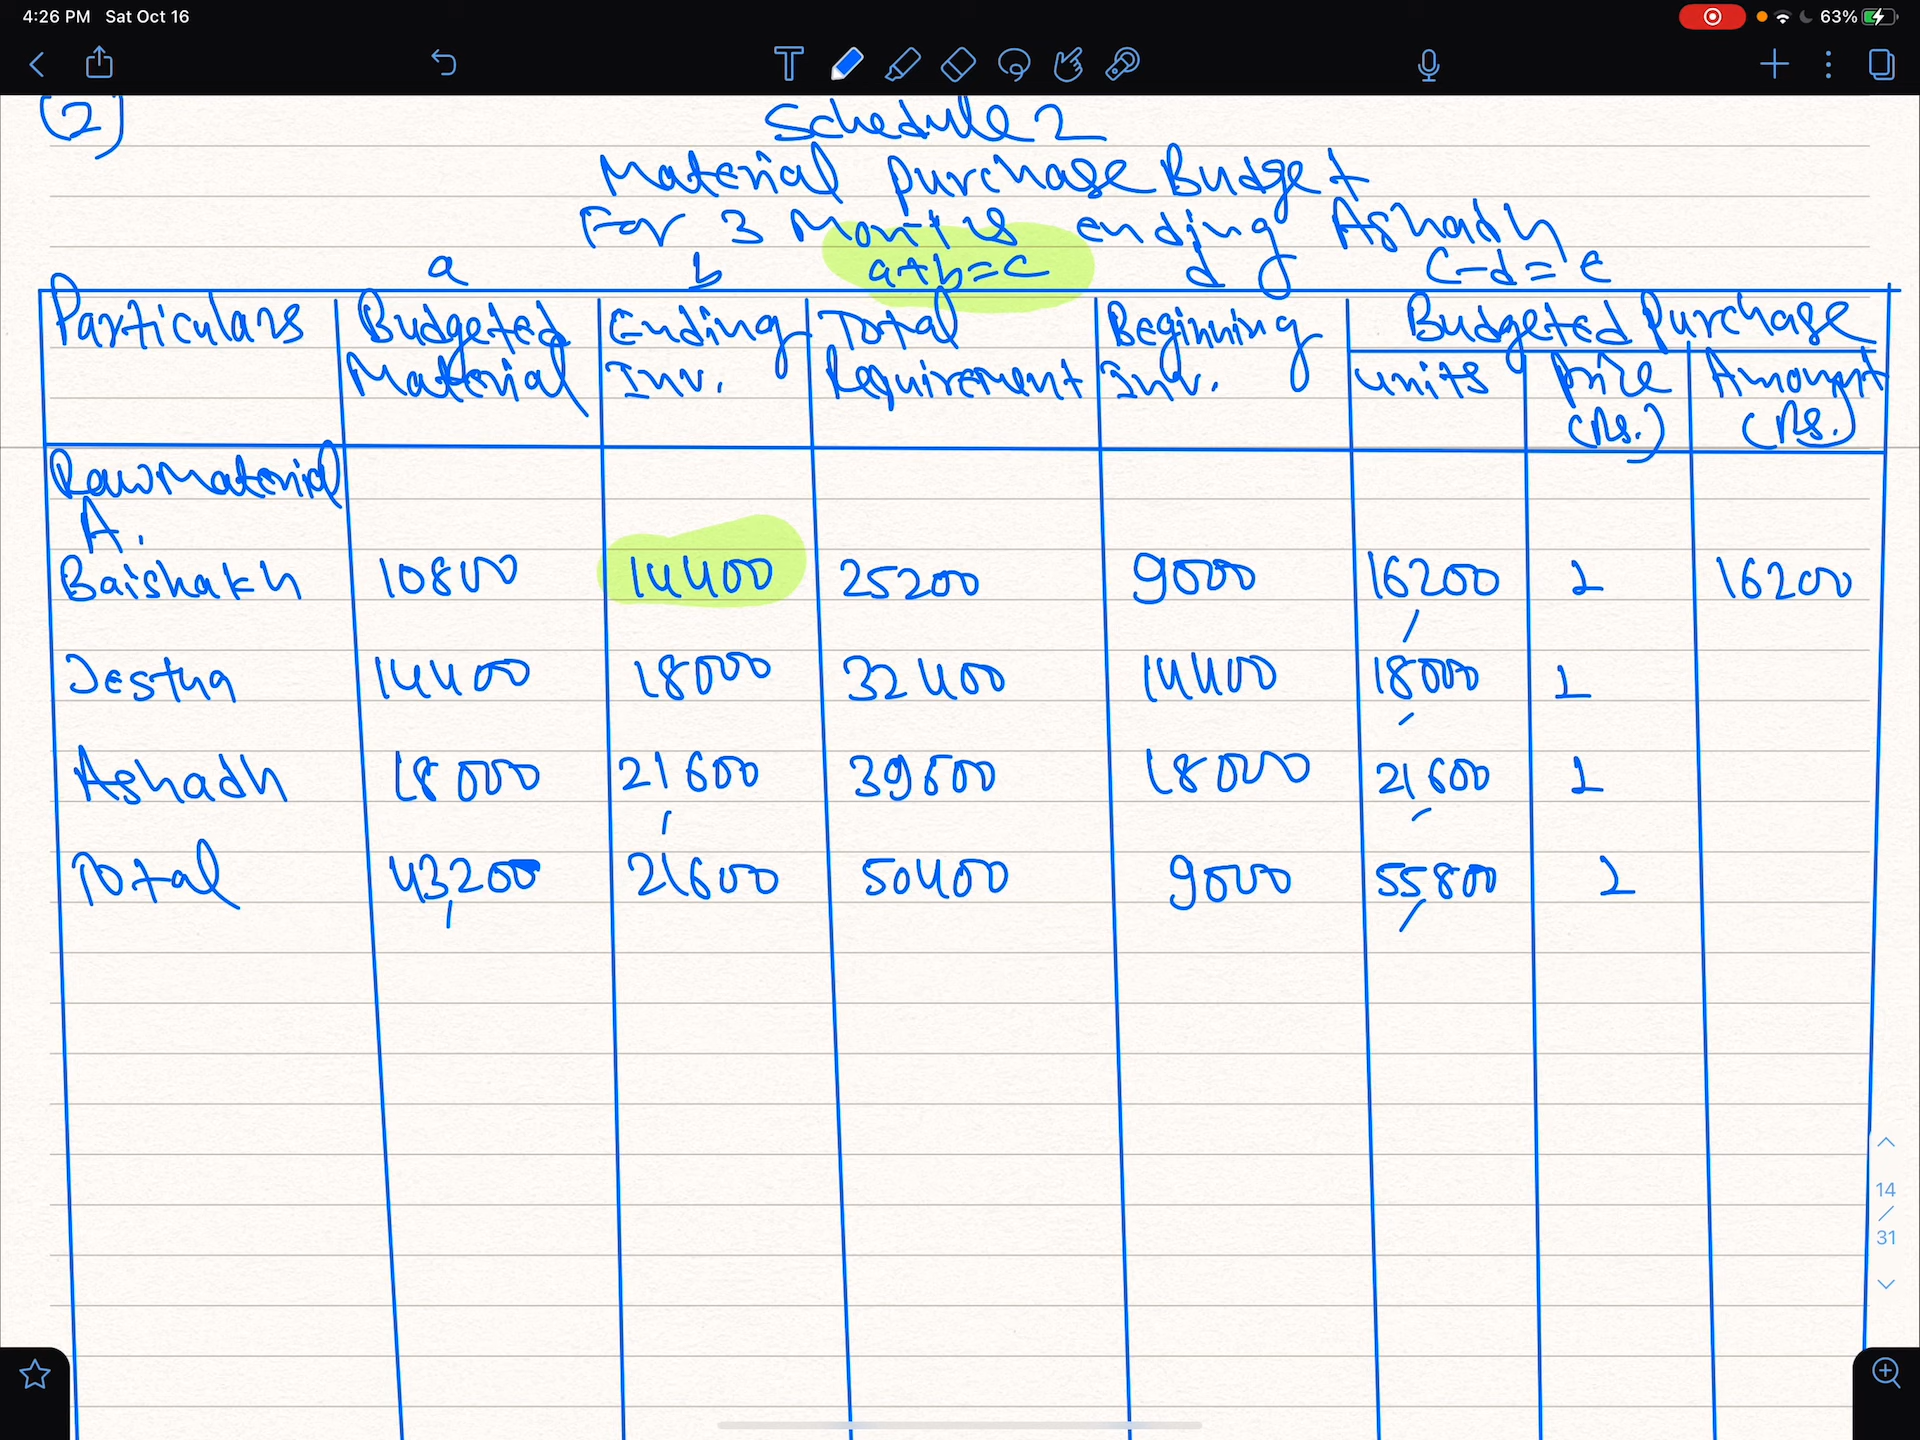 4:26 PM Sat Oct 16
63%
(2)
Schedule 2
Material purchase Budget
For 3 Months ending Ashadh
a b a+b=c d c-d=e
Particulars Budgeted Material Ending Inv. Total Requirement Beginning Inv. Budgeted Purchase
units Price (Rs.) Amount (Rs.)
Raw Material
A.
Baishakh 10800 14400 25200 9000 16200 1 16200
Jestha 14400 18000 32400 14400 18000 1
Ashadh 18000 21600 39600 18000 21600 1
Total 43200 21600 50400 9000 55800 1
14
/
31